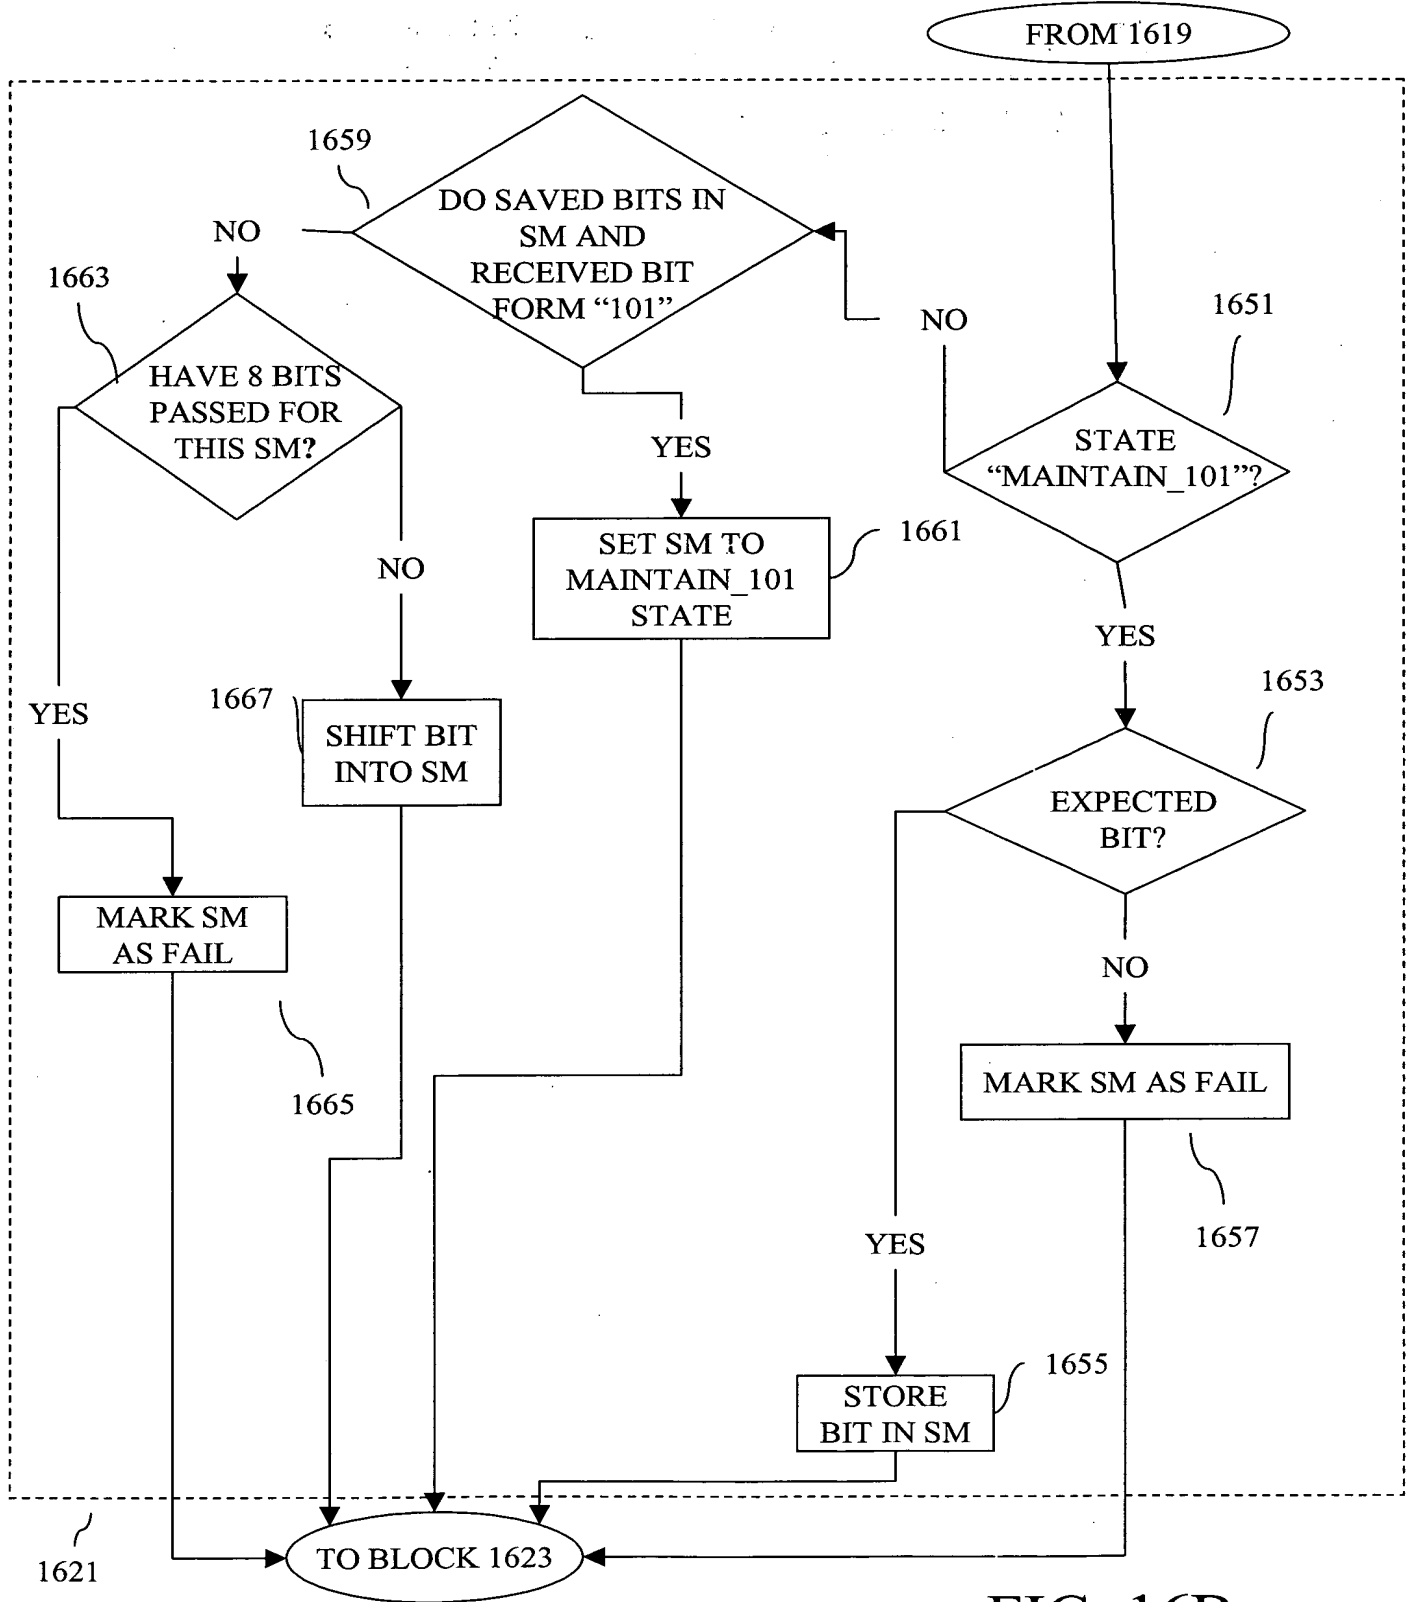 FROM 1619
1659
DO SAVED BITS IN
SM AND
RECEIVED BIT
FORM “101”
NO
1663
HAVE 8 BITS
PASSED FOR
THIS SM?
NO
1651
STATE
“MAINTAIN_101”?
YES
SET SM TO
MAINTAIN_101
STATE
1661
NO
YES
1653
EXPECTED
BIT?
YES
1667
SHIFT BIT
INTO SM
MARK SM
AS FAIL
1665
NO
MARK SM AS FAIL
1657
YES
1655
STORE
BIT IN SM
TO BLOCK 1623
1621